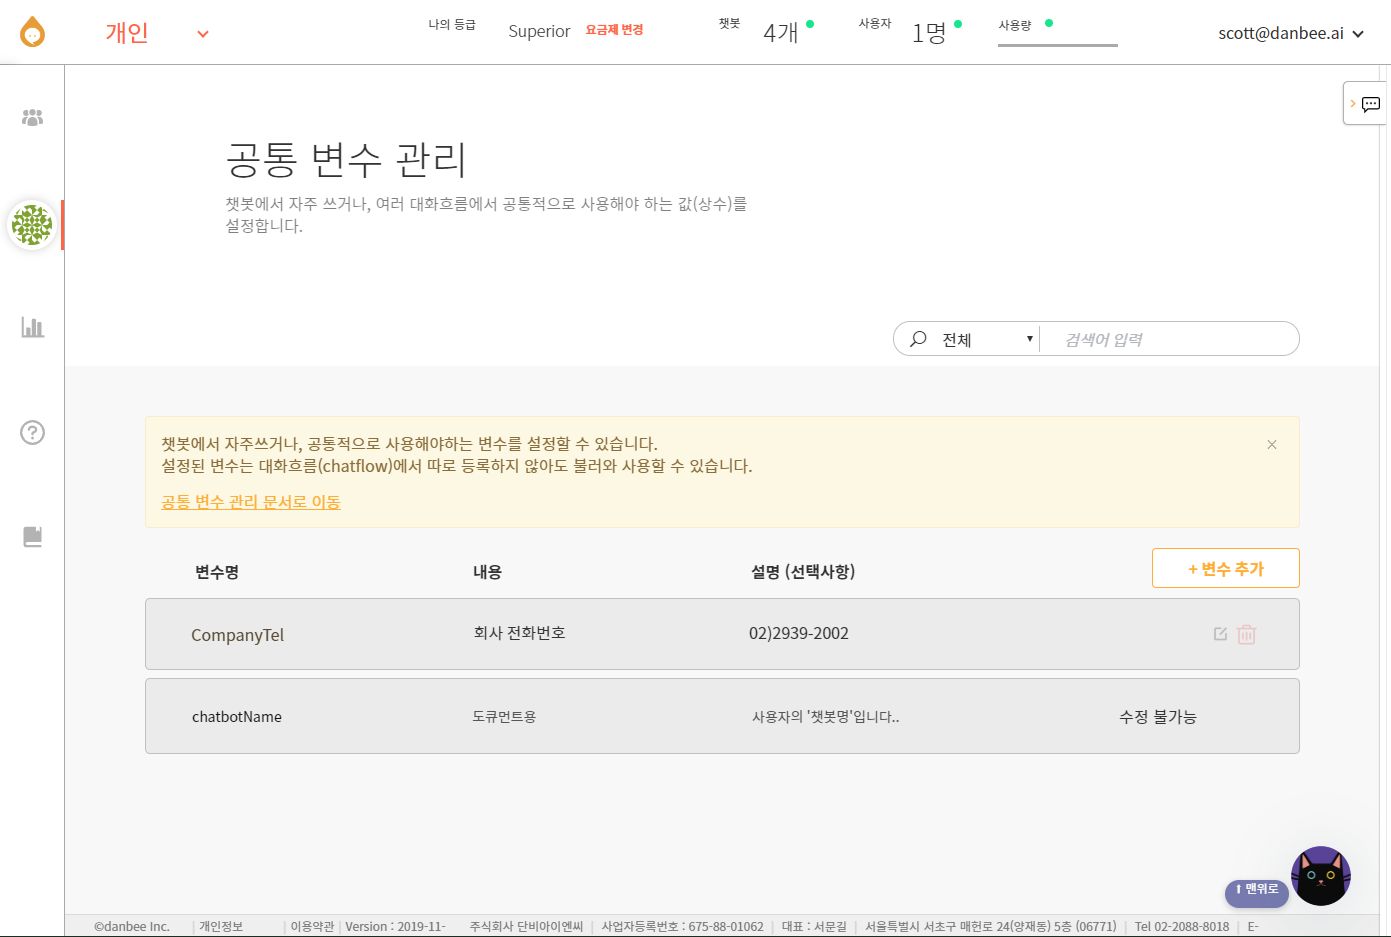 개인
나의 등급
Superior
요금제 변경
챗봇
4개
사용자
1명
사용량
scott@danbee.ai
공통 변수 관리
챗봇에서 자주 쓰거나, 여러 대화흐름에서 공통적으로 사용해야 하는 값(상수)를
설정합니다.
전체
검색어 입력
챗봇에서 자주쓰거나, 공통적으로 사용해야하는 변수를 설정할 수 있습니다.
설정된 변수는 대화흐름(chatflow)에서 따로 등록하지 않아도 불러와 사용할 수 있습니다.
공통 변수 관리 문서로 이동
변수명
내용
설명 (선택사항)
+ 변수 추가
CompanyTel
회사 전화번호
02)2939-2002
chatbotName
도큐먼트용
사용자의 '챗봇명'입니다..
수정 불가능
맨위로
©danbee Inc. | 개인정보 | 이용약관 | Version : 2019-11- 주식회사 단비아이엔씨 | 사업자등록번호 : 675-88-01062 | 대표 : 서문길 | 서울특별시 서초구 매헌로 24(양재동) 5층 (06771) | Tel 02-2088-8018 | E-